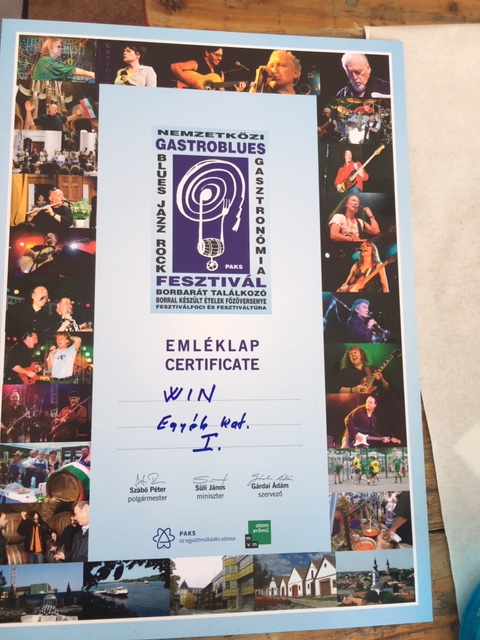 NEMZETKÖZI
GASTROBLUES
BLUES JAZZ ROCK
GASZTRONÓMIA
PAKS
FESZTIVÁL
BORBARÁT TALÁLKOZÓ
BORRAL KÉSZÜLT ÉTELEK FŐZŐVERSENYE
FESZTIVÁLFOCI ÉS FESZTIVÁLTÚRA
EMLÉKLAP
CERTIFICATE
WIN
Egyéb kat.
I.
Szabó Péter
polgármester
Süli János
miniszter
Gárdai Ádám
szervező
PAKS
az együttműködés városa
atom
erőmű
mvm